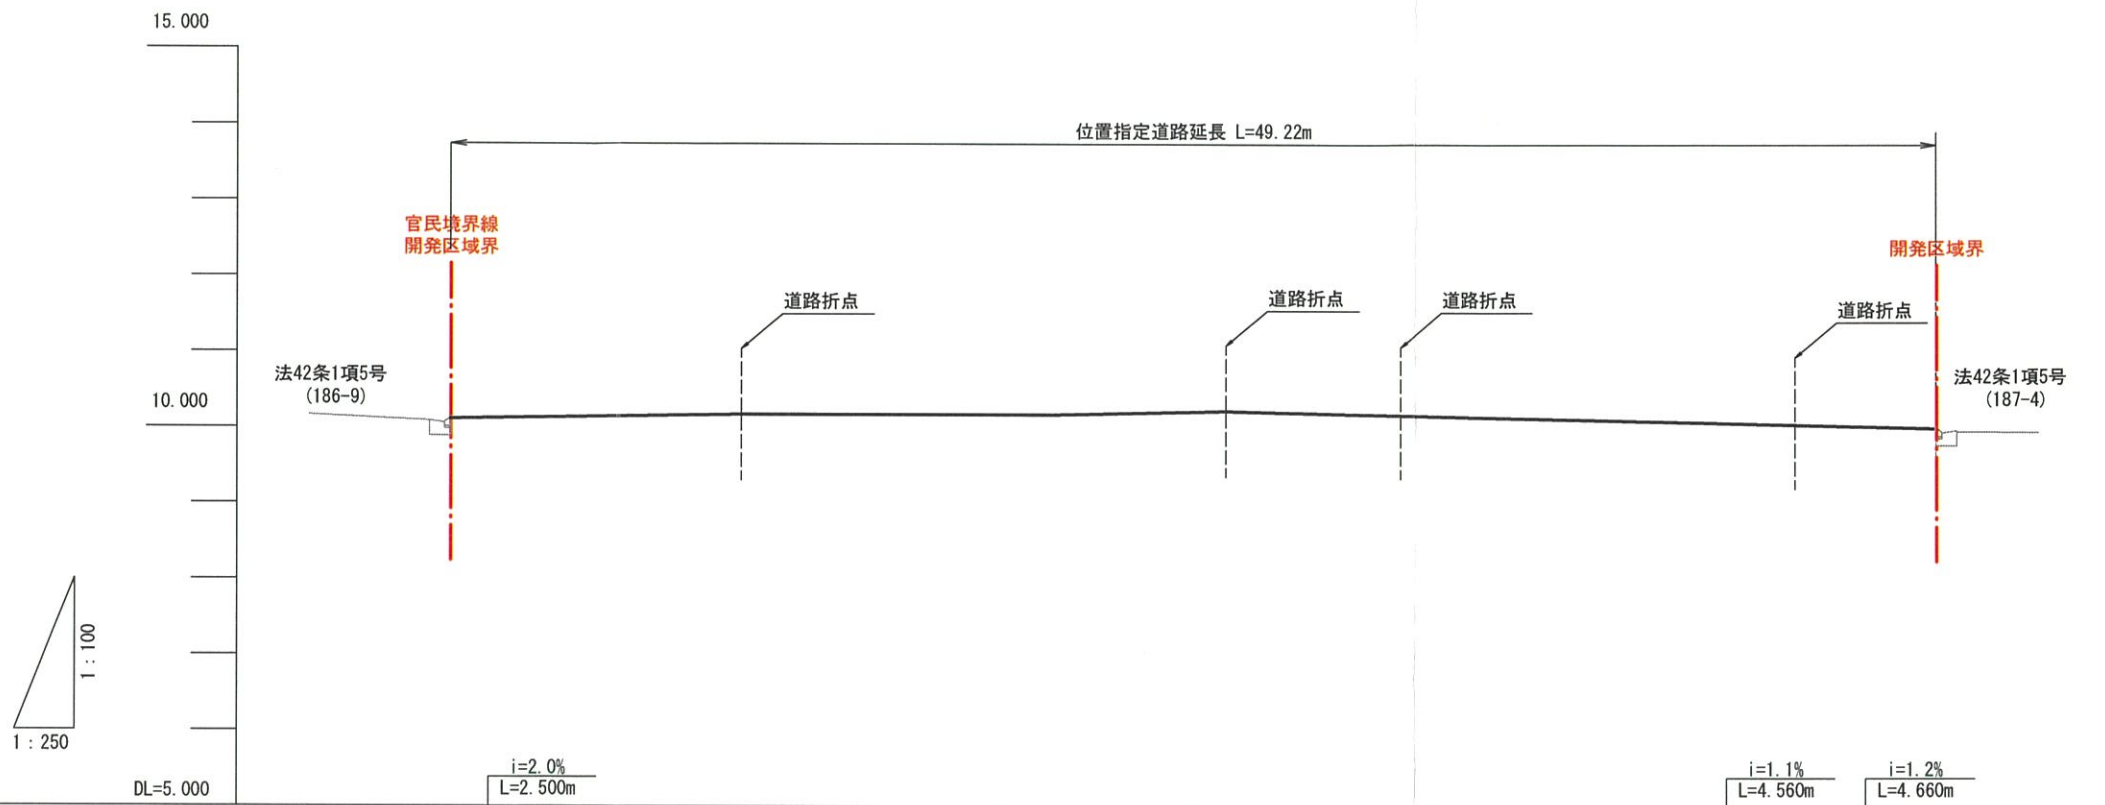 15.000
位置指定道路延長 L=49.22m
官民境界線
開発区域界
開発区域界
道路折点
道路折点
道路折点
道路折点
法42条1項5号
(186-9)
法42条1項5号
(187-4)
10.000
1:100
1:250
DL=5.000
i=2.0%
L=2.500m
i=1.1%
L=4.560m
i=1.2%
L=4.660m